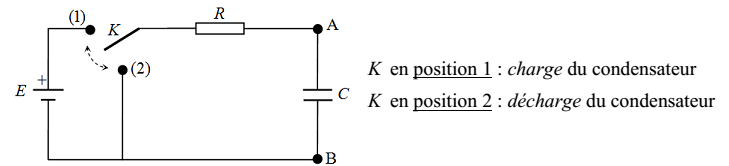 (1)
K
R
A
(2)
+
E
C
B
K en position 1 : charge du condensateur
K en position 2 : décharge du condensateur